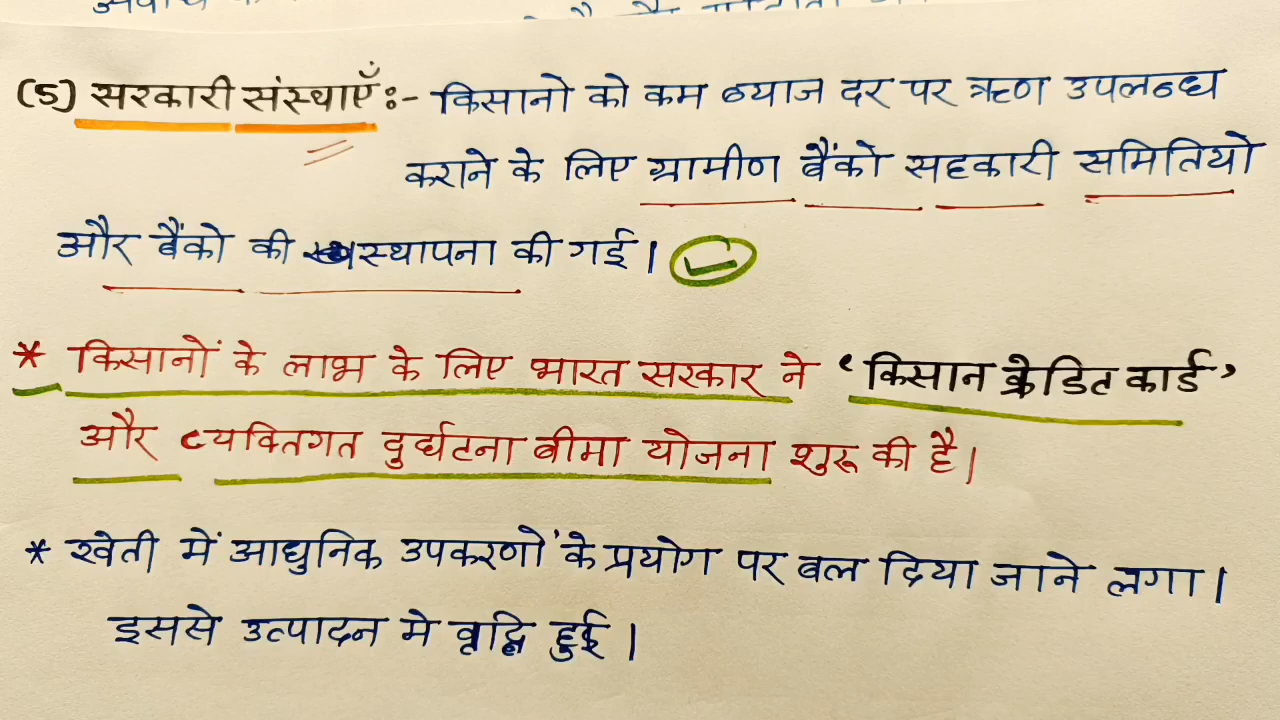 (5) सरकारी संस्थाएँ :- किसानो को कम ब्याज दर पर ऋण उपलब्ध
कराने के लिए ग्रामीण बैंको सहकारी समितियो
और बैंको की स्थापना की गई।
* किसानों के लाभ के लिए भारत सरकार ने ‘किसान क्रेडिट कार्ड’
और व्यक्तिगत दुर्घटना बीमा योजना शुरू की है।
* खेती में आधुनिक उपकरणों के प्रयोग पर बल दिया जाने लगा।
इससे उत्पादन मे वृद्धि हुई।